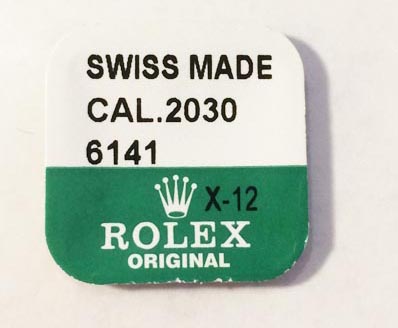 SWISS MADE
CAL.2030
6141
X-12
ROLEX
ORIGINAL